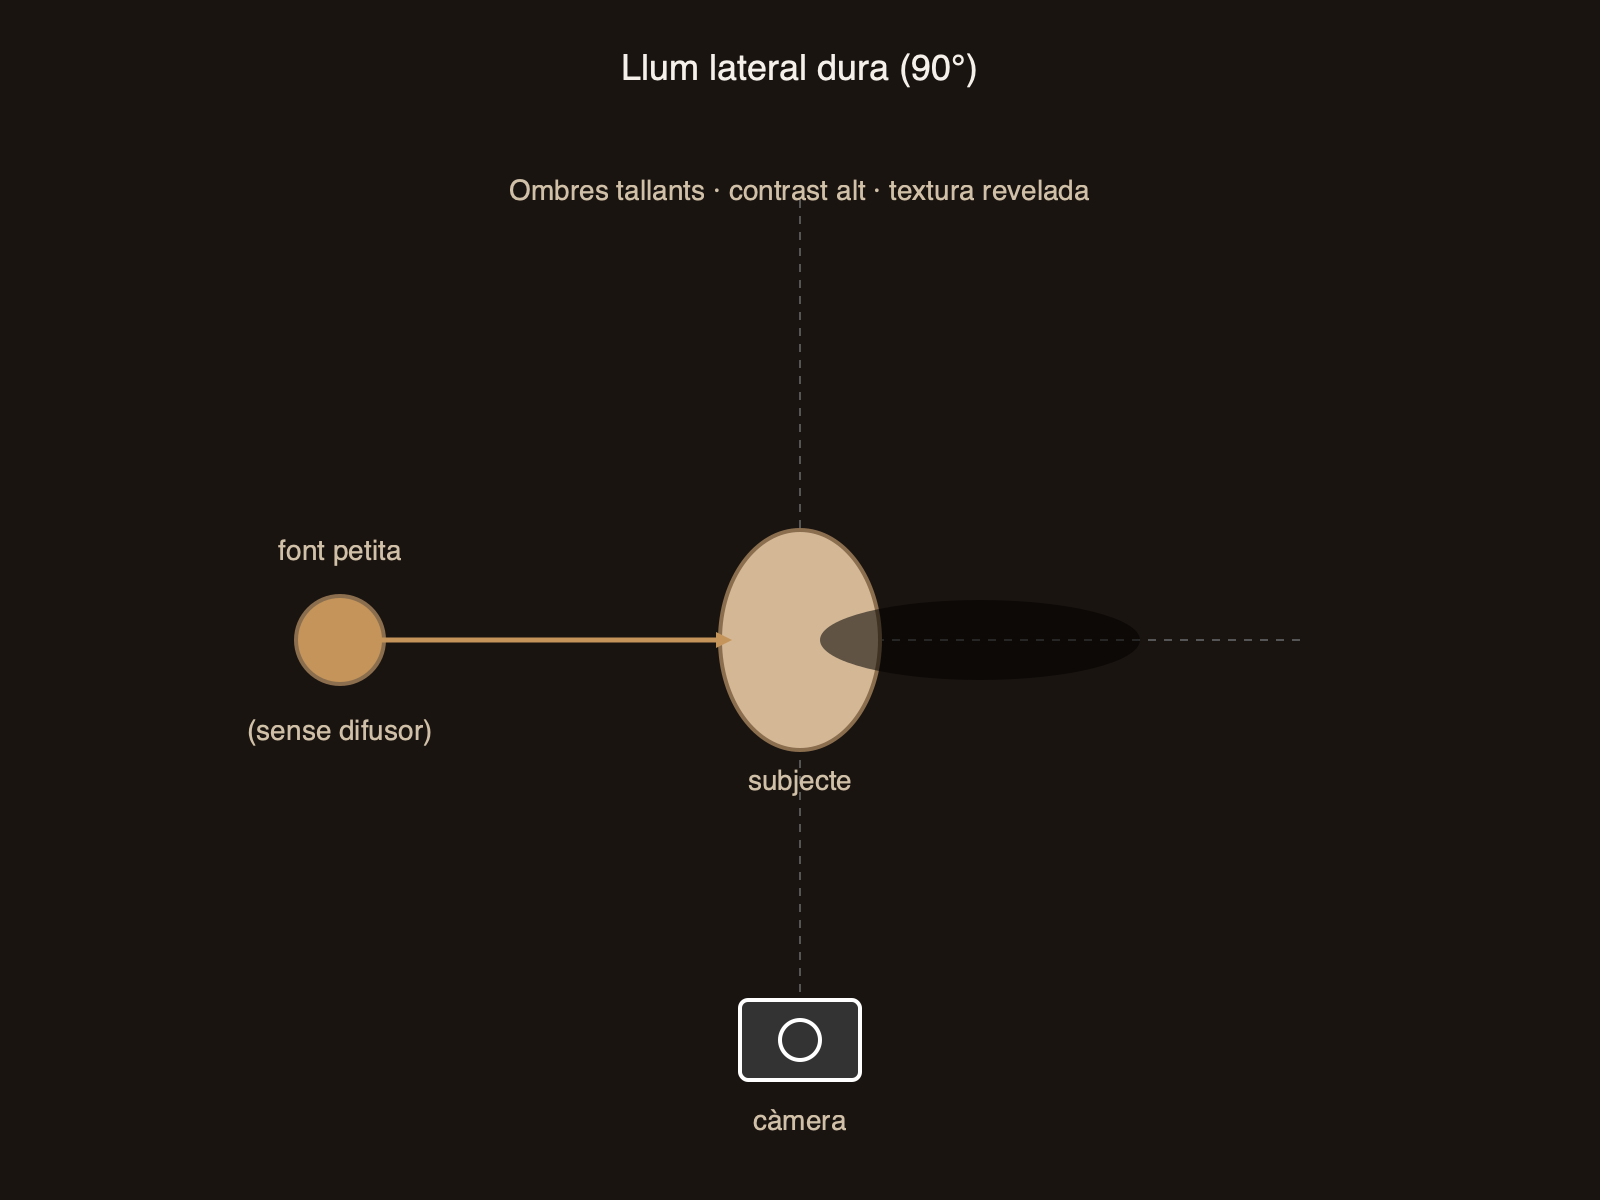 Llum lateral dura (90°)
Ombres tallants · contrast alt · textura revelada
font petita
(sense difusor)
subjecte
càmera